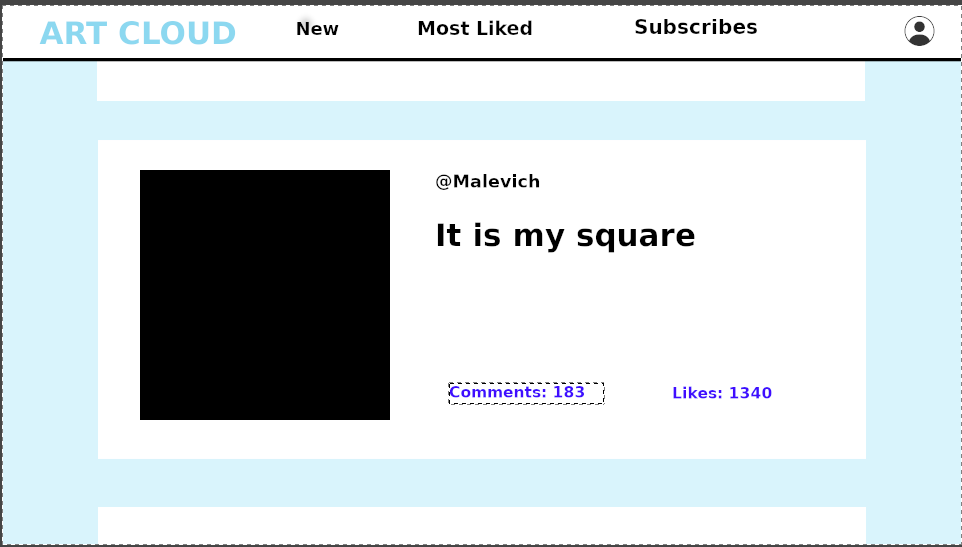 ART CLOUD
New
Most Liked
Subscribes
@Malevich
It is my square
Comments: 183
Likes: 1340